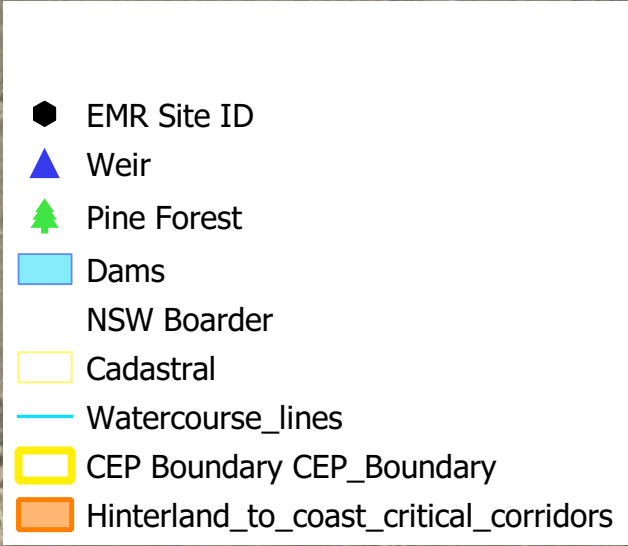 EMR Site ID
Weir
Pine Forest
Dams
NSW Boarder
Cadastral
Watercourse_lines
CEP Boundary CEP_Boundary
Hinterland_to_coast_critical_corridors